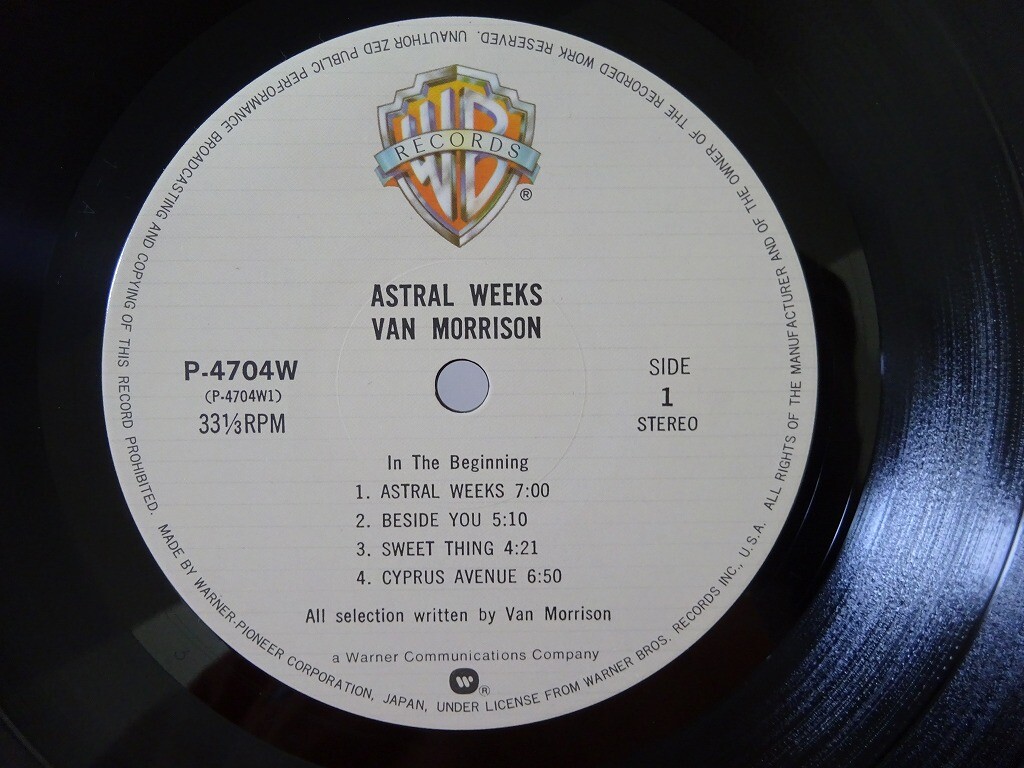 WB
RECORDS
®
ASTRAL WEEKS
VAN MORRISON
P-4704W
(P-4704W1)
33⅓RPM
SIDE
1
STEREO
In The Beginning
1. ASTRAL WEEKS 7:00
2. BESIDE YOU 5:10
3. SWEET THING 4:21
4. CYPRUS AVENUE 6:50
All selection written by Van Morrison
a Warner Communications Company
®
MADE BY WARNER-PIONEER CORPORATION, JAPAN, UNDER LICENSE FROM WARNER BROS. RECORDS INC., U.S.A. ALL RIGHTS OF THE MANUFACTURER AND OF THE OWNER OF THE RECORDED WORK RESERVED. UNAUTHOR ZED PUBLIC PERFORMANCE BROADCASTING AND COPYING OF THIS RECORD PROHIBITED.